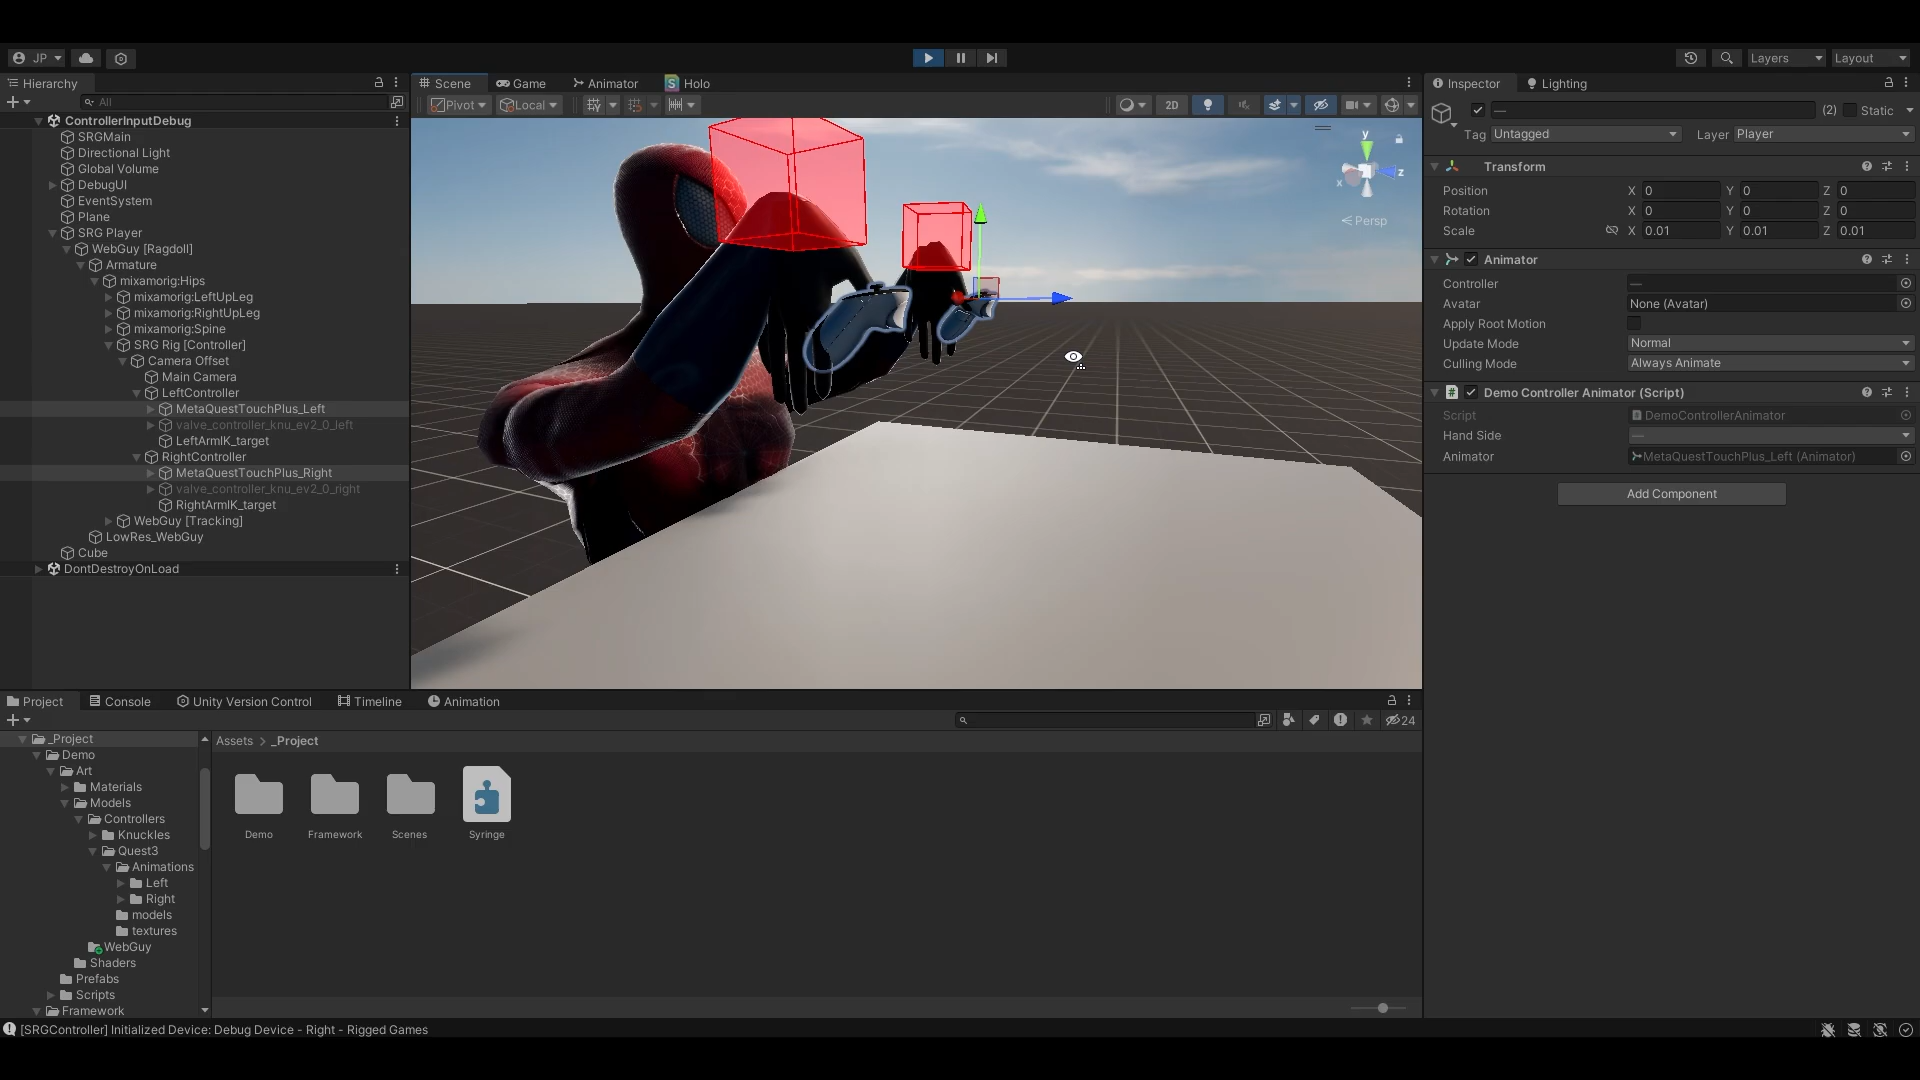 JP
Layers
Layout
Hierarchy
All
ControllerInputDebug
SRGMain
Directional Light
Global Volume
DebugUI
EventSystem
Plane
SRG Player
WebGuy [Ragdoll]
Armature
mixamorig:Hips
mixamorig:LeftUpLeg
mixamorig:RightUpLeg
mixamorig:Spine
SRG Rig [Controller]
Camera Offset
Main Camera
LeftController
MetaQuestTouchPlus_Left
valve_controller_knu_ev2_0_left
LeftArmIK_target
RightController
MetaQuestTouchPlus_Right
valve_controller_knu_ev2_0_right
RightArmIK_target
WebGuy [Tracking]
LowRes_WebGuy
Cube
DontDestroyOnLoad
Scene
Game
Animator
Holo
Pivot
Local
2D
y
x
z
Persp
Inspector
Lighting
(2)
Static
Tag Untagged Layer Player
Transform
Position X 0 Y 0 Z 0
Rotation X 0 Y 0 Z 0
Scale X 0.01 Y 0.01 Z 0.01
Animator
Controller —
Avatar None (Avatar)
Apply Root Motion
Update Mode Normal
Culling Mode Always Animate
Demo Controller Animator (Script)
Script DemoControllerAnimator
Hand Side —
Animator MetaQuestTouchPlus_Left (Animator)
Add Component
Project
Console
Unity Version Control
Timeline
Animation
24
_Project
Demo
Art
Materials
Models
Controllers
Knuckles
Quest3
Animations
Left
Right
models
textures
WebGuy
Shaders
Prefabs
Scripts
Framework
Assets > _Project
Demo
Framework
Scenes
Syringe
[SRGController] Initialized Device: Debug Device - Right - Rigged Games